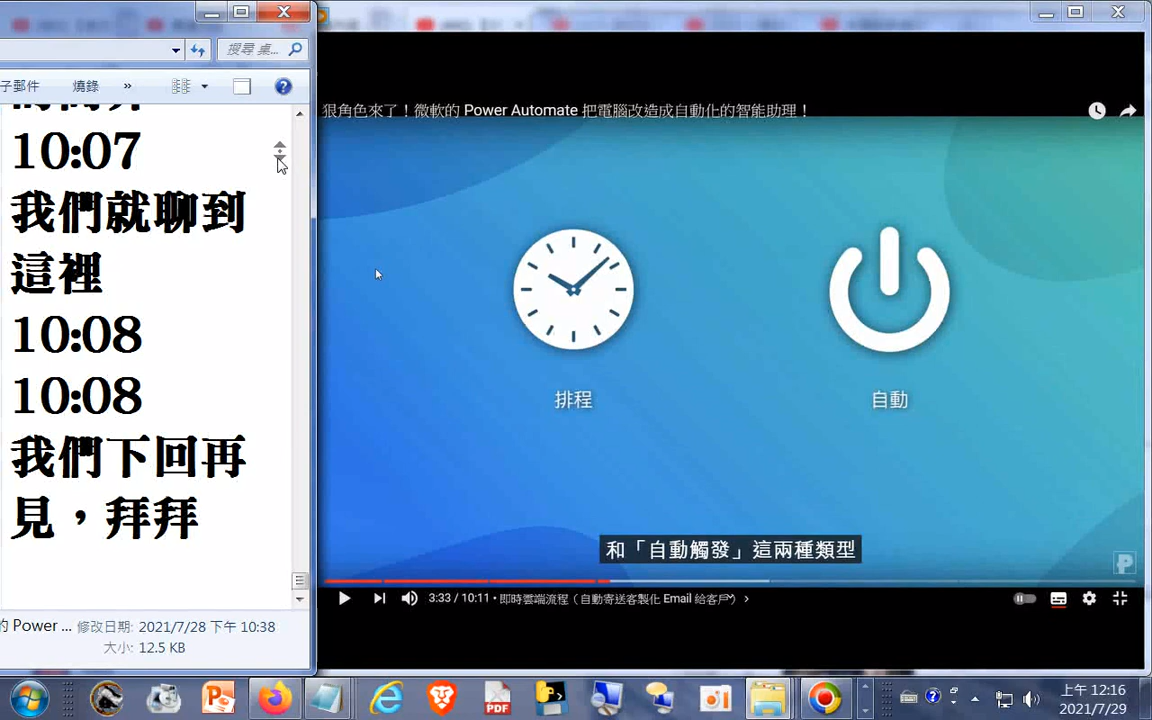 搜尋 桌...
子郵件
燒錄
»
10:07
我們就聊到
這裡
10:08
10:08
我們下回再
見，拜拜
的 Power ... 修改日期: 2021/7/28 下午 10:38
大小: 12.5 KB
狠角色來了！微軟的 Power Automate 把電腦改造成自動化的智能助理！
排程
自動
和「自動觸發」這兩種類型
3:33 / 10:11 • 即時雲端流程（自動寄送客製化 Email 給客戶）
PDF
上午 12:16
2021/7/29